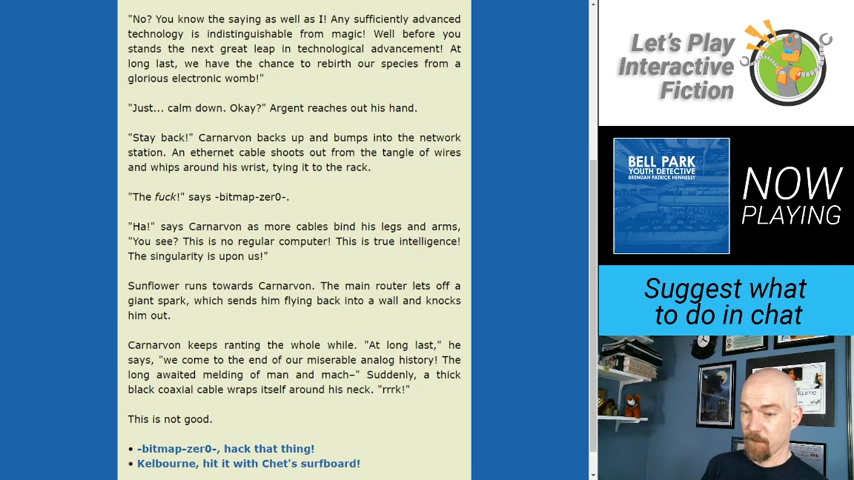 "No? You know the saying as well as I! Any sufficiently advanced
technology is indistinguishable from magic! Well before you
stands the next great leap in technological advancement! At
long last, we have the chance to rebirth our species from a
glorious electronic womb!"
"Just... calm down. Okay?" Argent reaches out his hand.
"Stay back!" Carnarvon backs up and bumps into the network
station. An ethernet cable shoots out from the tangle of wires
and whips around his wrist, tying it to the rack.
"The fuck!" says -bitmap-zer0-.
"Ha!" says Carnarvon as more cables bind his legs and arms,
"You see? This is no regular computer! This is true intelligence!
The singularity is upon us!"
Sunflower runs towards Carnarvon. The main router lets off a
giant spark, which sends him flying back into a wall and knocks
him out.
Carnarvon keeps ranting the whole while. "At long last," he
says, "we come to the end of our miserable analog history! The
long awaited melding of man and mach–" Suddenly, a thick
black coaxial cable wraps itself around his neck. "rrrk!"
This is not good.
• -bitmap-zer0-, hack that thing!
• Kelbourne, hit it with Chet's surfboard!
Let's Play
Interactive
Fiction
BELL PARK
YOUTH DETECTIVE
BRENDAN PATRICK HENNESSY
NOW
PLAYING
Suggest what
to do in chat